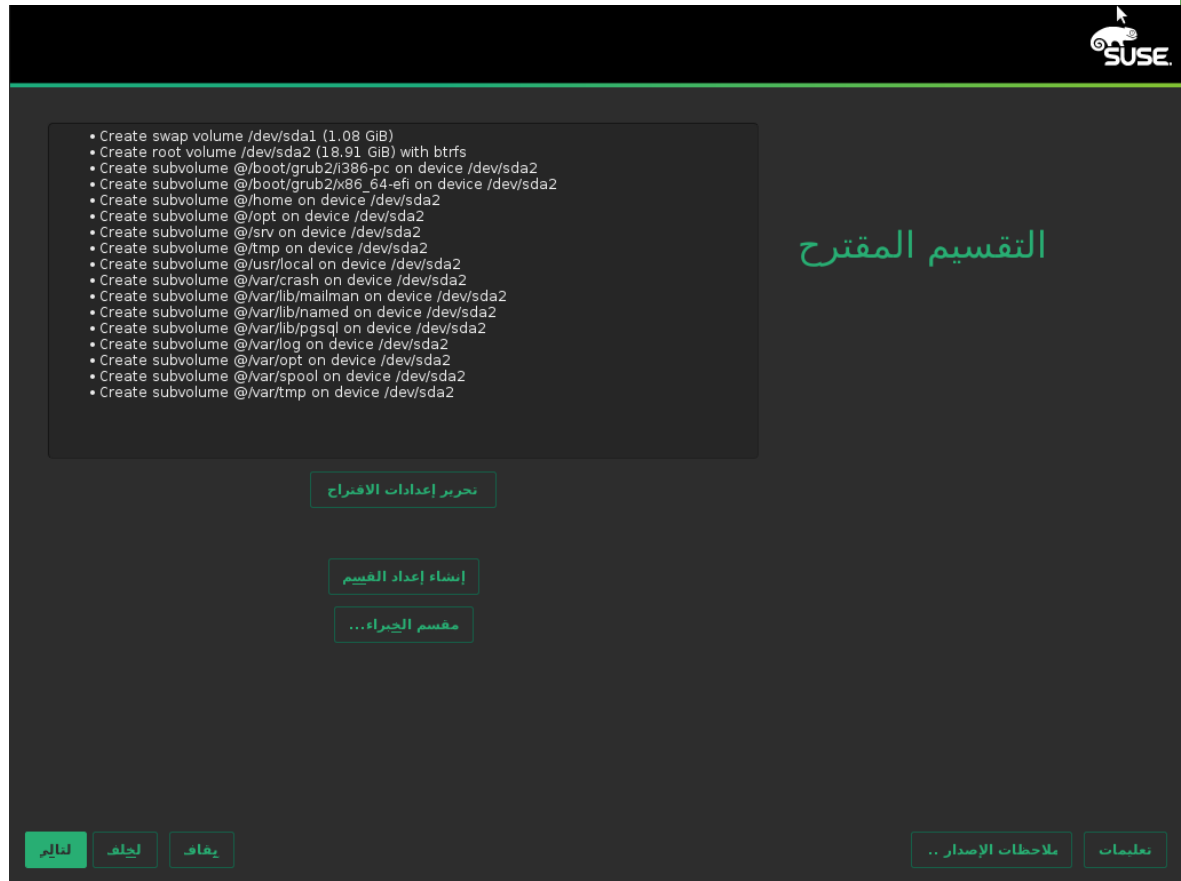 SUSE.
التقسيم المقترح
• Create swap volume /dev/sda1 (1.08 GiB)
• Create root volume /dev/sda2 (18.91 GiB) with btrfs
• Create subvolume @/boot/grub2/i386-pc on device /dev/sda2
• Create subvolume @/boot/grub2/x86_64-efi on device /dev/sda2
• Create subvolume @/home on device /dev/sda2
• Create subvolume @/opt on device /dev/sda2
• Create subvolume @/srv on device /dev/sda2
• Create subvolume @/tmp on device /dev/sda2
• Create subvolume @/usr/local on device /dev/sda2
• Create subvolume @/var/crash on device /dev/sda2
• Create subvolume @/var/lib/mailman on device /dev/sda2
• Create subvolume @/var/lib/named on device /dev/sda2
• Create subvolume @/var/lib/pgsql on device /dev/sda2
• Create subvolume @/var/log on device /dev/sda2
• Create subvolume @/var/opt on device /dev/sda2
• Create subvolume @/var/spool on device /dev/sda2
• Create subvolume @/var/tmp on device /dev/sda2
تحرير إعدادات الاقتراح
إنشاء إعداد القسم
مقسم الخبراء...
تعليمات
ملاحظات الإصدار ..
يقاف
لخلف
لتالي